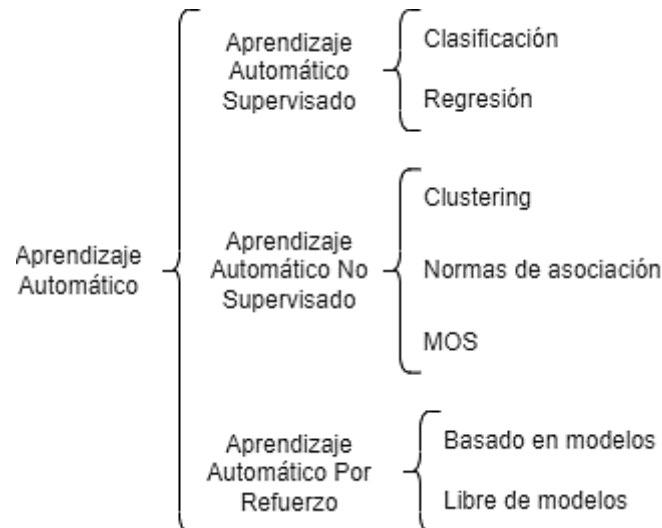 Aprendizaje
Automático
Aprendizaje
Automático
Supervisado
Clasificación
Regresión
Aprendizaje
Automático No
Supervisado
Clustering
Normas de asociación
MOS
Aprendizaje
Automático Por
Refuerzo
Basado en modelos
Libre de modelos